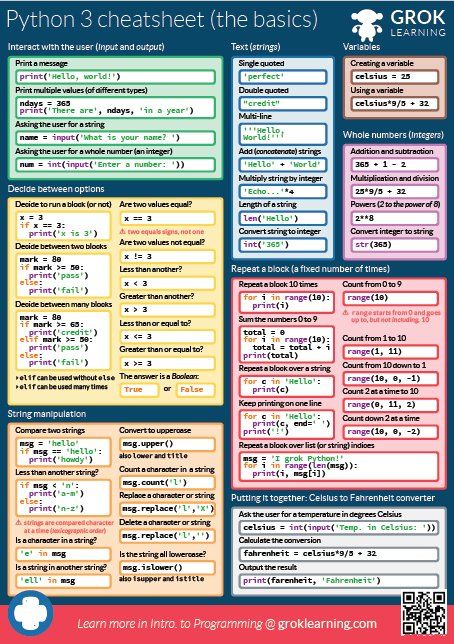 Python 3 cheatsheet (the basics)
GROK
LEARNING
Interact with the user (input and output)
Print a message
print('Hello, world!')
Print multiple values (of different types)
ndays = 365
print('There are', ndays, 'in a year')
Asking the user for a string
name = input('What is your name? ')
Asking the user for a whole number (an integer)
num = int(input('Enter a number: '))
Decide between options
Decide to run a block (or not)
x = 3
if x == 3:
print('x is 3')
Decide between two blocks
mark = 80
if mark >= 50:
print('pass')
else:
print('fail')
Decide between many blocks
mark = 80
if mark >= 65:
print('credit')
elif mark >= 50:
print('pass')
else:
print('fail')
elif can be used without else
elif can be used many times
Are two values equal?
x == 3
⚠ two equals signs, not one
Are two values not equal?
x != 3
Less than another?
x < 3
Greater than another?
x > 3
Less than or equal to?
x <= 3
Greater than or equal to?
x >= 3
The answer is a Boolean:
True or False
String manipulation
Compare two strings
msg = 'hello'
if msg == 'hello':
print('howdy')
Less than another string?
if msg < 'n':
print('a-m')
else:
print('n-z')
⚠ strings are compared character
at a time (lexicographic order)
Is a character in a string?
'e' in msg
Is a string in another string?
'ell' in msg
Convert to uppercase
msg.upper()
also lower and title
Count a character in a string
msg.count('l')
Replace a character or string
msg.replace('l','X')
Delete a character or string
msg.replace('l','')
Is the string all lowercase?
msg.islower()
also isupper and istitle
Text (strings)
Single quoted
'perfect'
Double quoted
"credit"
Multi-line
'''Hello,
World!'''
Add (concatenate) strings
'Hello' + 'World'
Multiply string by integer
'Echo...'*4
Length of a string
len('Hello')
Convert string to integer
int('365')
Variables
Creating a variable
celsius = 25
Using a variable
celsius*9/5 + 32
Whole numbers (integers)
Addition and subtraction
365 + 1 - 2
Multiplication and division
25*9/5 + 32
Powers (2 to the power of 8)
2**8
Convert integer to string
str(365)
Repeat a block (a fixed number of times)
Repeat a block 10 times
for i in range(10):
print(i)
Sum the numbers 0 to 9
total = 0
for i in range(10):
total = total + i
print(total)
Repeat a block over a string
for c in 'Hello':
print(c)
Keep printing on one line
for c in 'Hello':
print(c, end=' ')
print('!')
Count from 0 to 9
range(10)
⚠ range starts from 0 and goes
up to, but not including, 10
Count from 1 to 10
range(1, 11)
Count from 10 down to 1
range(10, 0, -1)
Count 2 at a time to 10
range(0, 11, 2)
Count down 2 at a time
range(10, 0, -2)
Repeat a block over list (or string) indices
msg = 'I grok Python!'
for i in range(len(msg)):
print(i, msg[i])
Putting it together: Celsius to Fahrenheit converter
Ask the user for a temperature in degrees Celsius
celsius = int(input('Temp. in Celsius: '))
Calculate the conversion
fahrenheit = celsius*9/5 + 32
Output the result
print(farenheit, 'Fahrenheit')
Learn more in Intro. to Programming @ groklearning.com